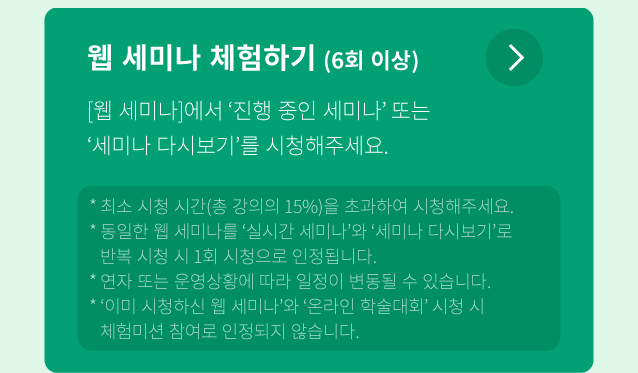 웹 세미나 체험하기 (6회 이상)
[웹 세미나]에서 ‘진행 중인 세미나’ 또는
‘세미나 다시보기’를 시청해주세요.
* 최소 시청 시간(총 강의의 15%)을 초과하여 시청해주세요.
* 동일한 웹 세미나를 ‘실시간 세미나’와 ‘세미나 다시보기’로
반복 시청 시 1회 시청으로 인정됩니다.
* 연자 또는 운영상황에 따라 일정이 변동될 수 있습니다.
* ‘이미 시청하신 웹 세미나’와 ‘온라인 학술대회’ 시청 시
체험미션 참여로 인정되지 않습니다.